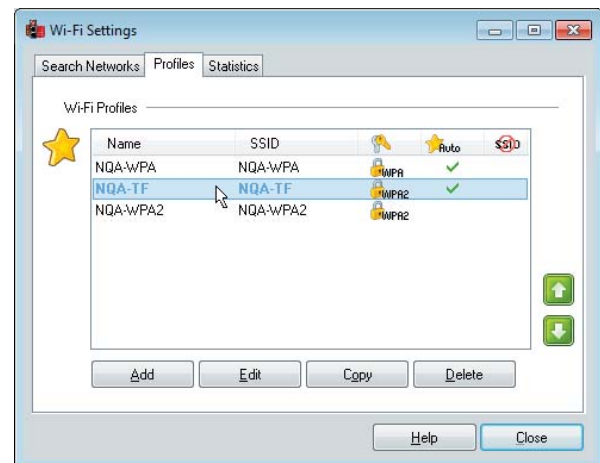 Wi-Fi Settings
Search Networks Profiles Statistics
Wi-Fi Profiles
Name SSID Auto SSID
NQA-WPA NQA-WPA WPA
NQA-TF NQA-TF WPA2
NQA-WPA2 NQA-WPA2 WPA2
Add Edit Copy Delete
Help Close